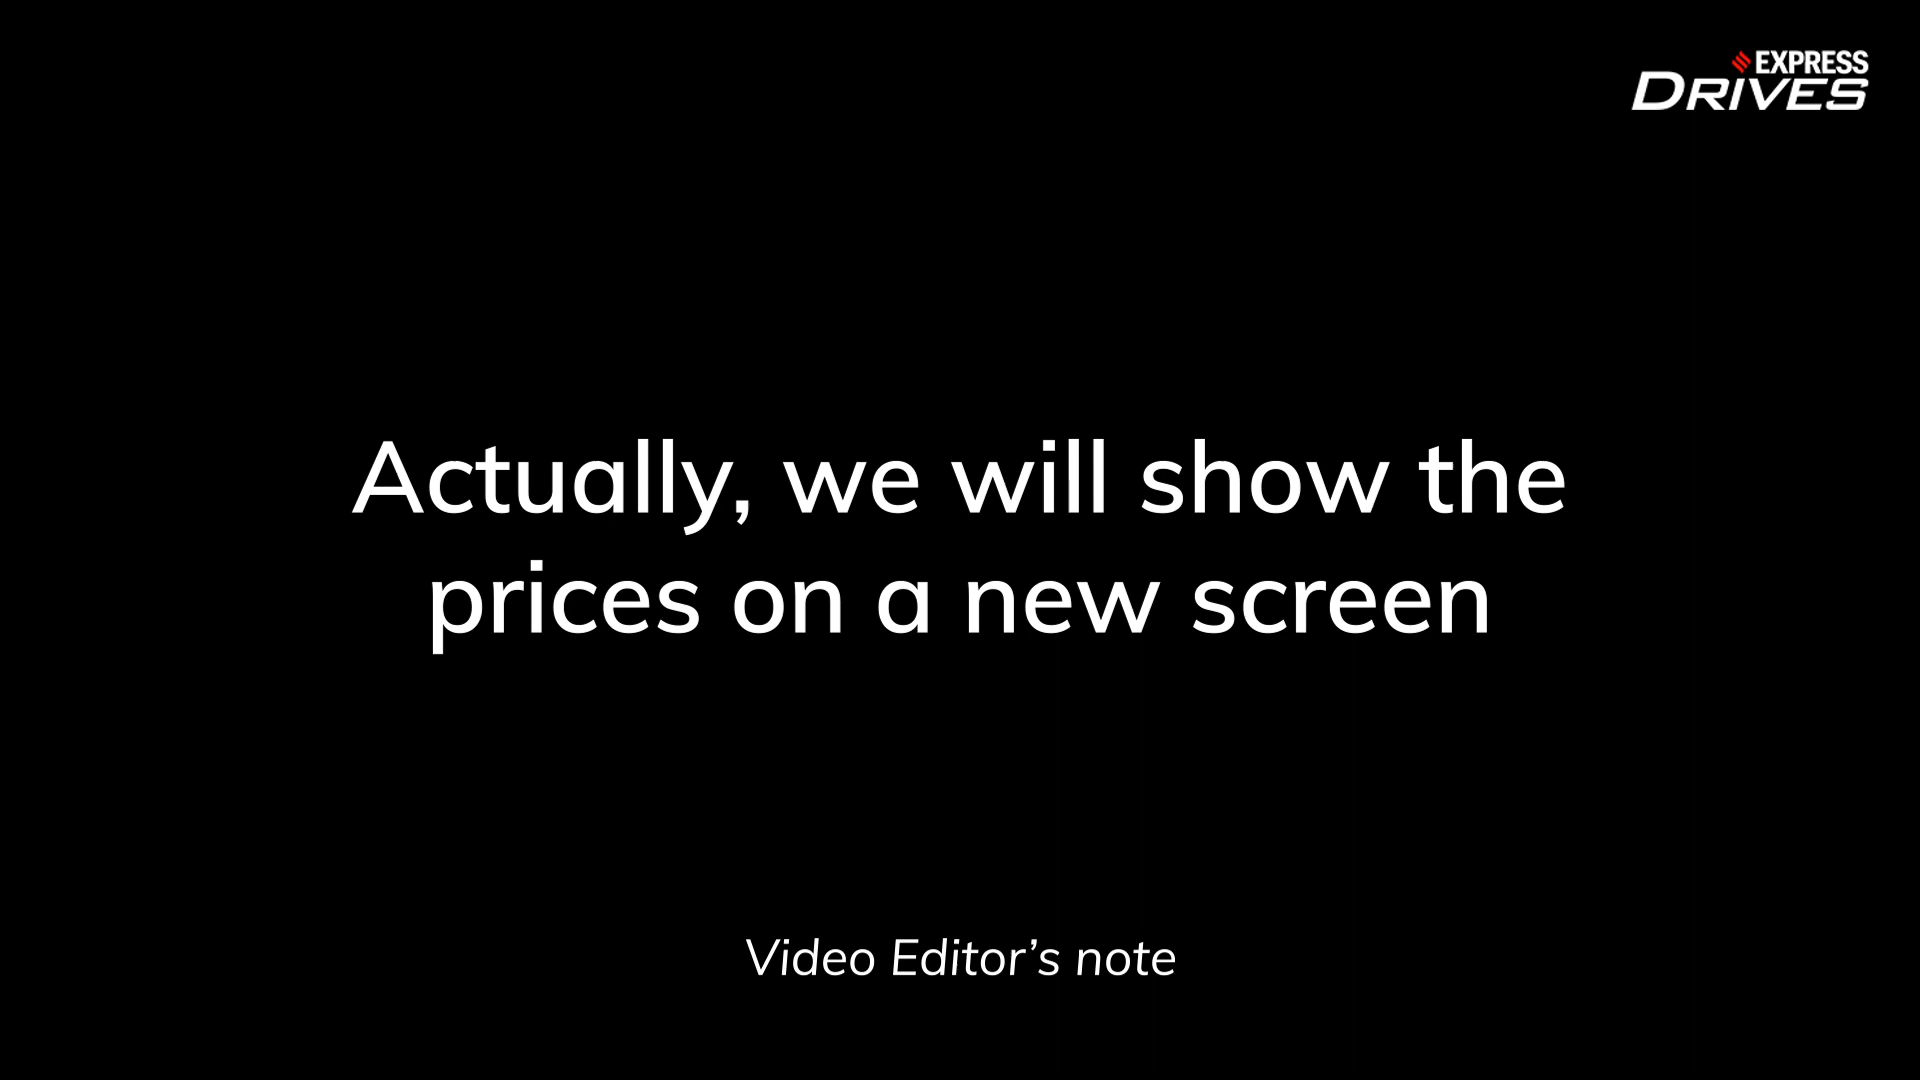 EXPRESS
DRIVES
Actually, we will show the
prices on a new screen
Video Editor’s note